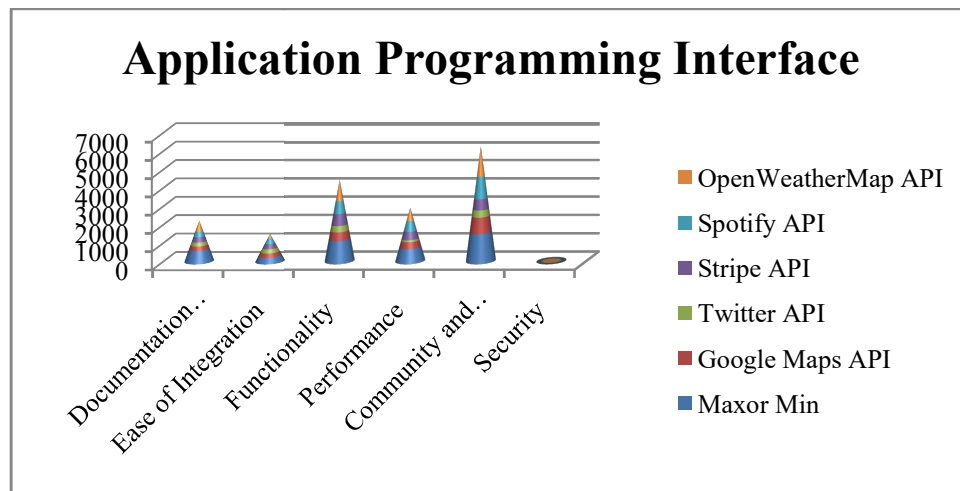 Application Programming Interface
7000
6000
5000
4000
3000
2000
1000
0
Documentation..
Ease of Integration
Functionality
Performance
Community and..
Security
OpenWeatherMap API
Spotify API
Stripe API
Twitter API
Google Maps API
Maxor Min